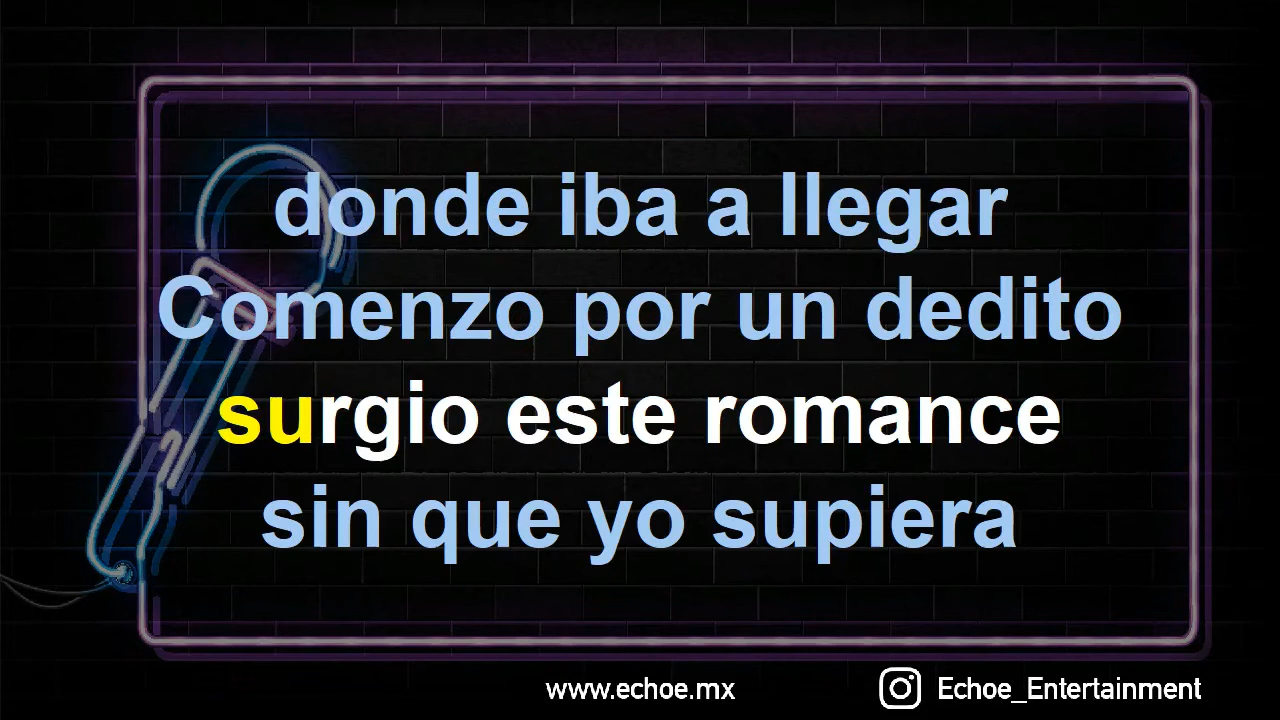 donde iba a llegar
Comenzo por un dedito
surgio este romance
sin que yo supiera
www.echoe.mx
Echoe_Entertainment